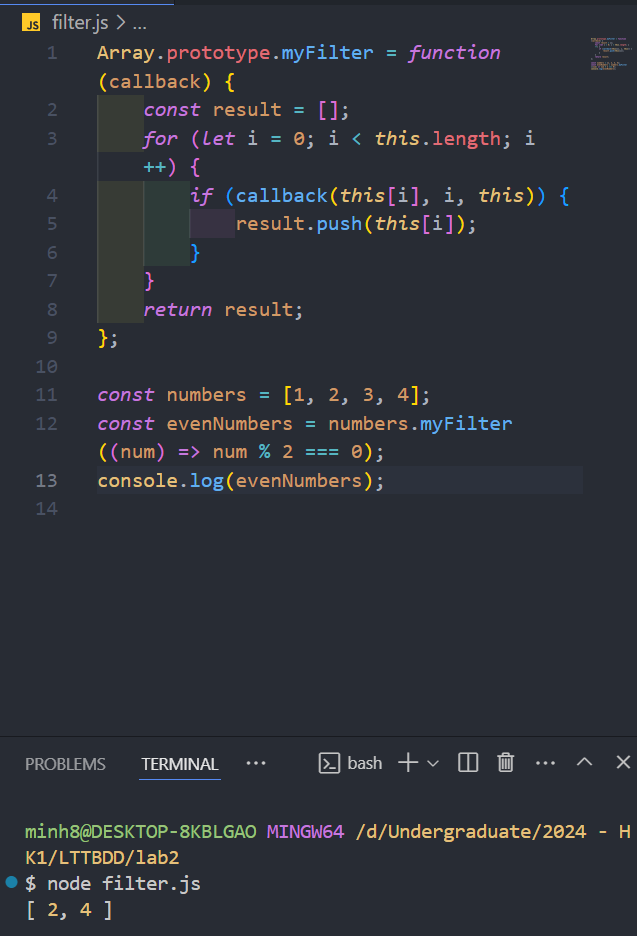 JS filter.js > ...
1 Array.prototype.myFilter = function
(callback) {
2 const result = [];
3 for (let i = 0; i < this.length; i
++) {
4 if (callback(this[i], i, this)) {
5 result.push(this[i]);
6 }
7 }
8 return result;
9 };
10
11 const numbers = [1, 2, 3, 4];
12 const evenNumbers = numbers.myFilter
((num) => num % 2 === 0);
13 console.log(evenNumbers);
14
PROBLEMS TERMINAL ... bash ...
minh8@DESKTOP-8KBLGAO MINGW64 /d/Undergraduate/2024 - H
K1/LTTBDD/lab2
$ node filter.js
[ 2, 4 ]